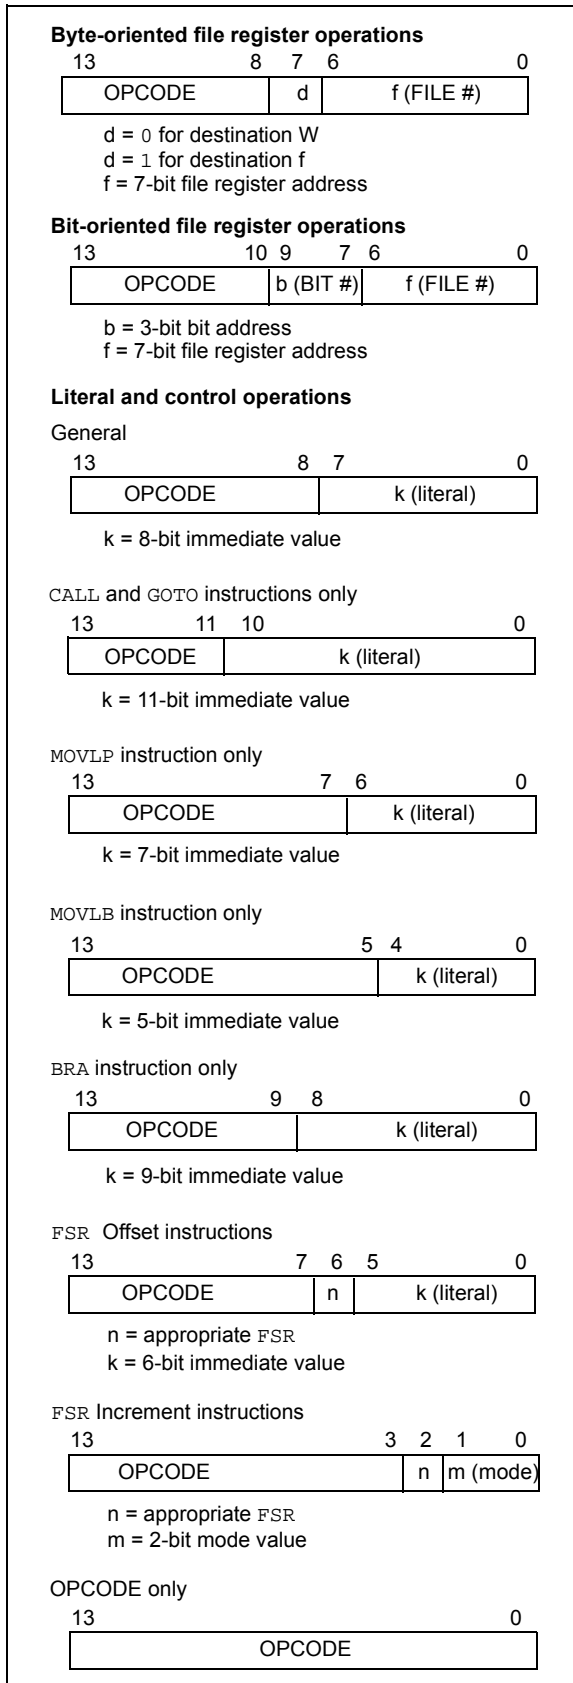 Byte-oriented file register operations
13 8 7 6 0
OPCODE d f (FILE #)
d = 0 for destination W
d = 1 for destination f
f = 7-bit file register address
Bit-oriented file register operations
13 10 9 7 6 0
OPCODE b (BIT #) f (FILE #)
b = 3-bit bit address
f = 7-bit file register address
Literal and control operations
General
13 8 7 0
OPCODE k (literal)
k = 8-bit immediate value
CALL and GOTO instructions only
13 11 10 0
OPCODE k (literal)
k = 11-bit immediate value
MOVLP instruction only
13 7 6 0
OPCODE k (literal)
k = 7-bit immediate value
MOVLB instruction only
13 5 4 0
OPCODE k (literal)
k = 5-bit immediate value
BRA instruction only
13 9 8 0
OPCODE k (literal)
k = 9-bit immediate value
FSR Offset instructions
13 7 6 5 0
OPCODE n k (literal)
n = appropriate FSR
k = 6-bit immediate value
FSR Increment instructions
13 3 2 1 0
OPCODE n m (mode)
n = appropriate FSR
m = 2-bit mode value
OPCODE only
13 0
OPCODE